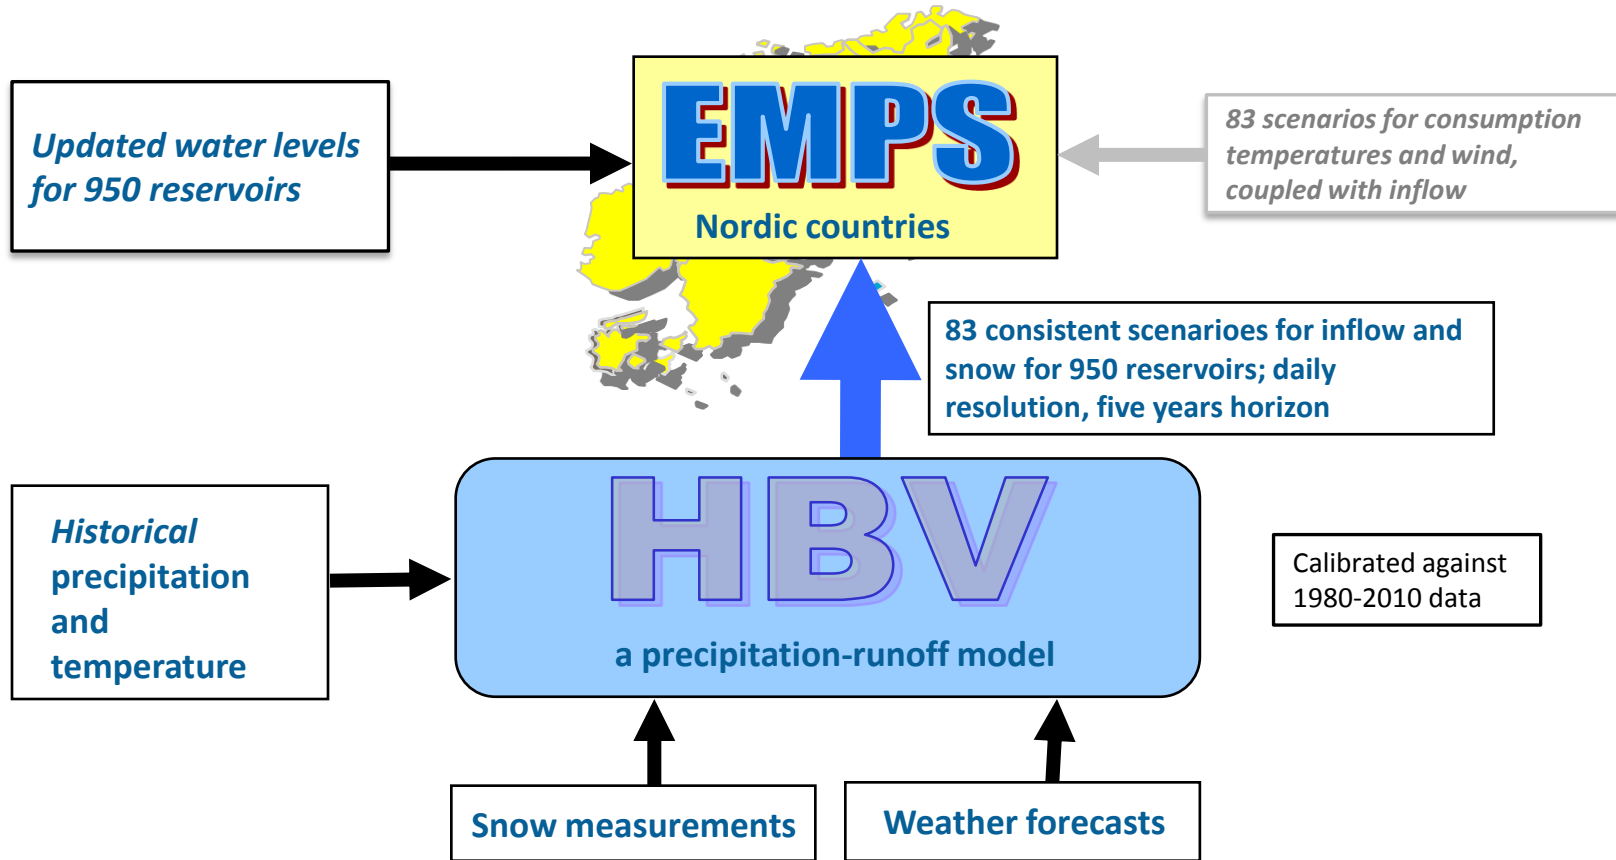 EMPS
Nordic countries
Updated water levels
for 950 reservoirs
83 scenarios for consumption
temperatures and wind,
coupled with inflow
83 consistent scenarioes for inflow and
snow for 950 reservoirs; daily
resolution, five years horizon
HBV
a precipitation-runoff model
Historical
precipitation
and
temperature
Calibrated against
1980-2010 data
Snow measurements
Weather forecasts